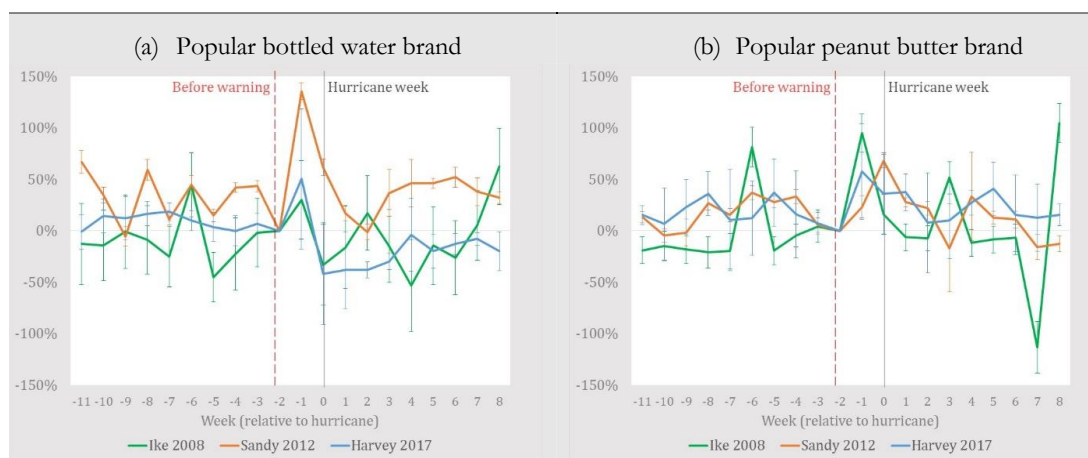 (a) Popular bottled water brand
150%
100%
50%
0%
-50%
-100%
-150%
Before warning
Hurricane week
-11 -10 -9 -8 -7 -6 -5 -4 -3 -2 -1 0 1 2 3 4 5 6 7 8
Week (relative to hurricane)
Ike 2008 Sandy 2012 Harvey 2017
(b) Popular peanut butter brand
150%
100%
50%
0%
-50%
-100%
-150%
Before warning
Hurricane week
-11 -10 -9 -8 -7 -6 -5 -4 -3 -2 -1 0 1 2 3 4 5 6 7 8
Week (relative to hurricane)
Ike 2008 Sandy 2012 Harvey 2017